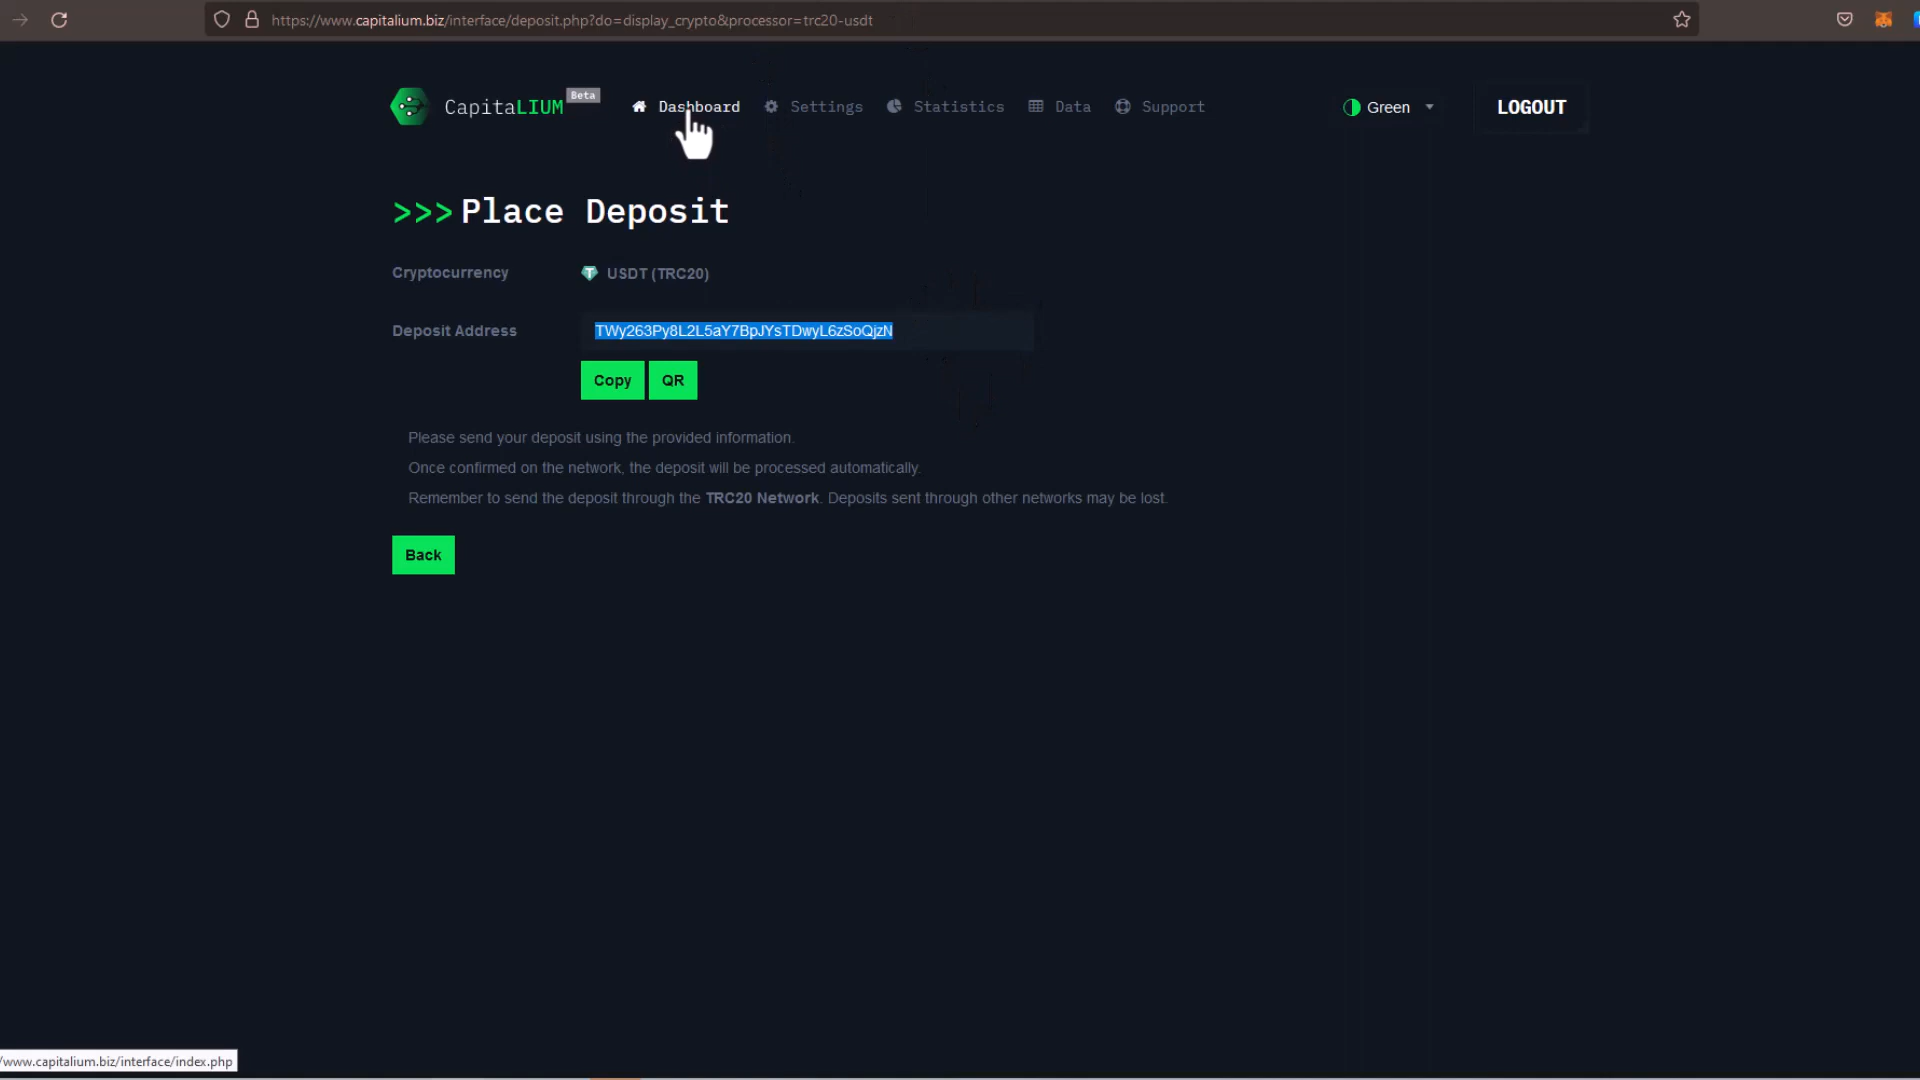 https://www.capitalium.biz/interface/deposit.php?do=display_crypto&processor=trc20-usdt
CapitaLIUM Beta Dashboard Settings Statistics Data Support Green LOGOUT
>>> Place Deposit
Cryptocurrency USDT (TRC20)
Deposit Address TWy263Py8L2L5aY7BpJYsTDwyL6zSoQjzN
Copy QR
Please send your deposit using the provided information.
Once confirmed on the network, the deposit will be processed automatically.
Remember to send the deposit through the TRC20 Network. Deposits sent through other networks may be lost.
Back
/www.capitalium.biz/interface/index.php